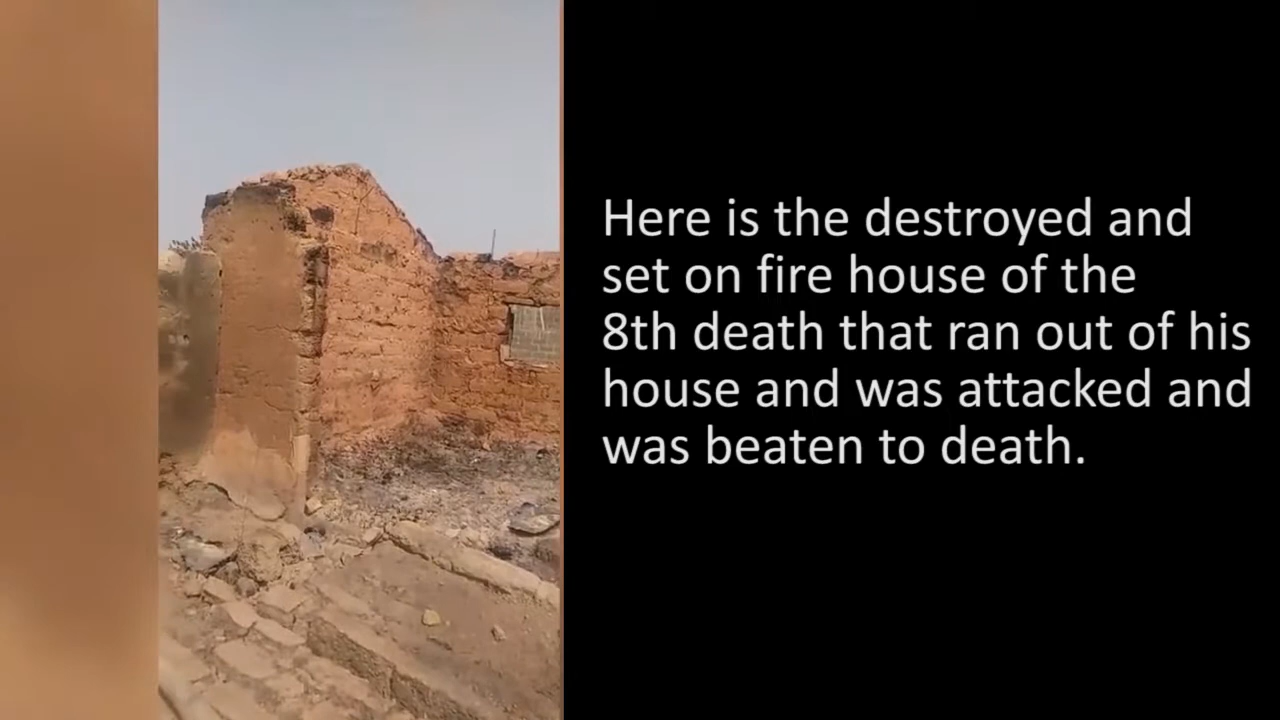 Here is the destroyed and
set on fire house of the
8th death that ran out of his
house and was attacked and
was beaten to death.